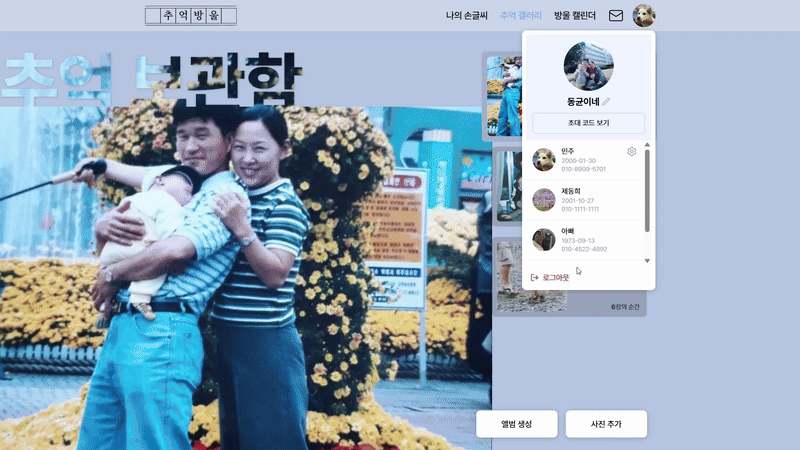 추억방울
나의 손글씨
추억 갤러리
방울 캘린더
추억 보관함
동균이네
초대 코드 보기
민주
2000-01-30
010-8909-5701
제동희
2001-10-27
010-1111-1111
아빠
1973-09-13
010-4522-4892
로그아웃
6장의 순간
앨범 생성
사진 추가